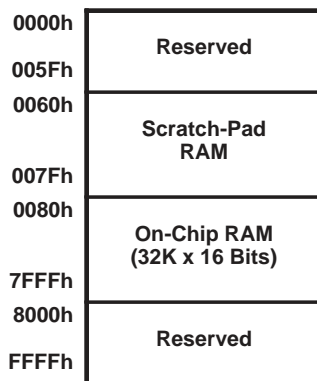 0000h
Reserved
005Fh
0060h
Scratch-Pad
RAM
007Fh
0080h
On-Chip RAM
(32K x 16 Bits)
7FFFh
8000h
Reserved
FFFFh